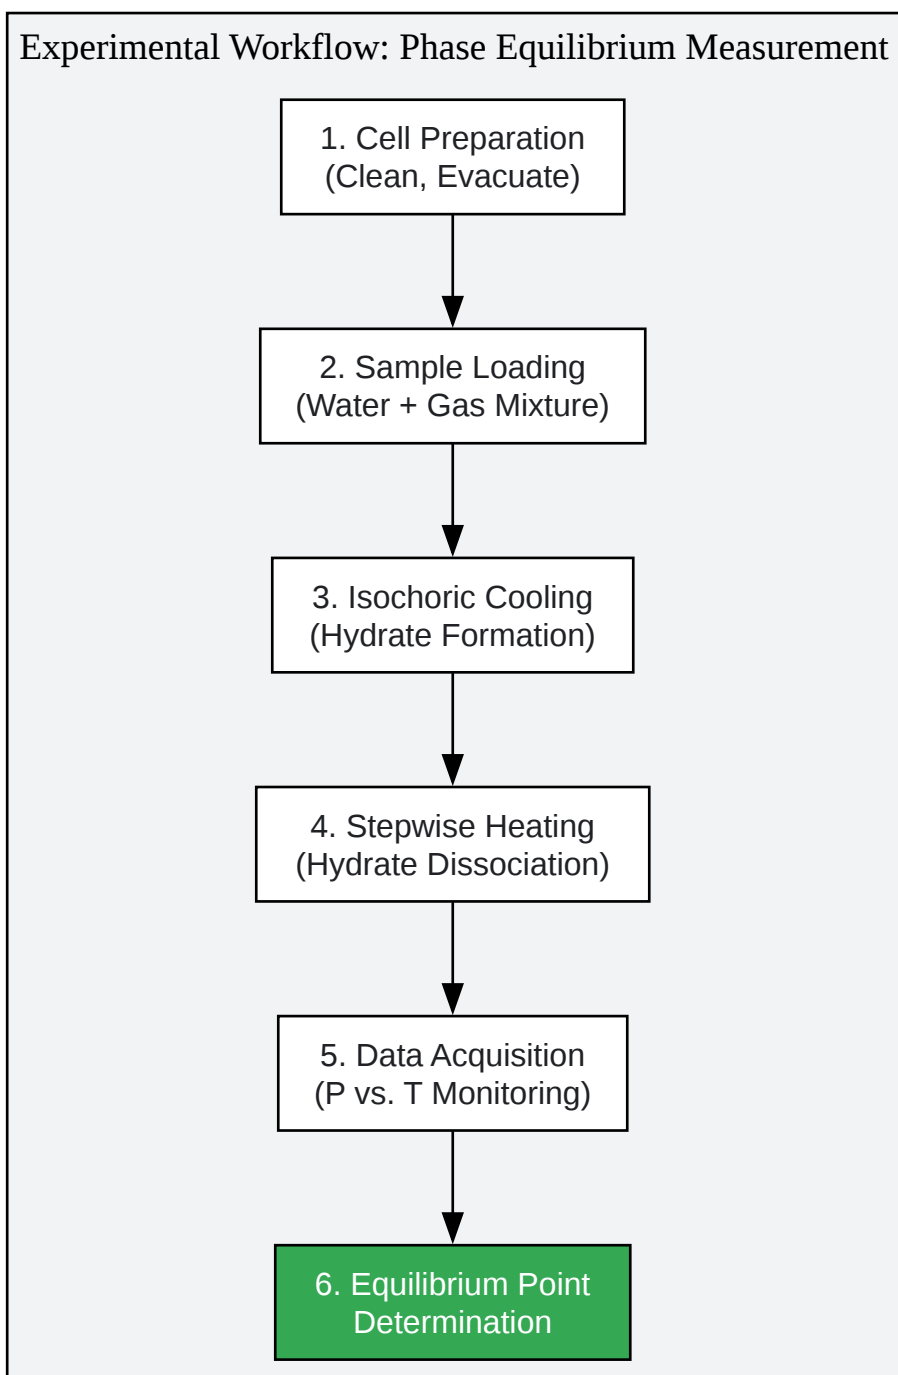 Experimental Workflow: Phase Equilibrium Measurement
1. Cell Preparation
(Clean, Evacuate)
2. Sample Loading
(Water + Gas Mixture)
3. Isochoric Cooling
(Hydrate Formation)
4. Stepwise Heating
(Hydrate Dissociation)
5. Data Acquisition
(P vs. T Monitoring)
6. Equilibrium Point
Determination